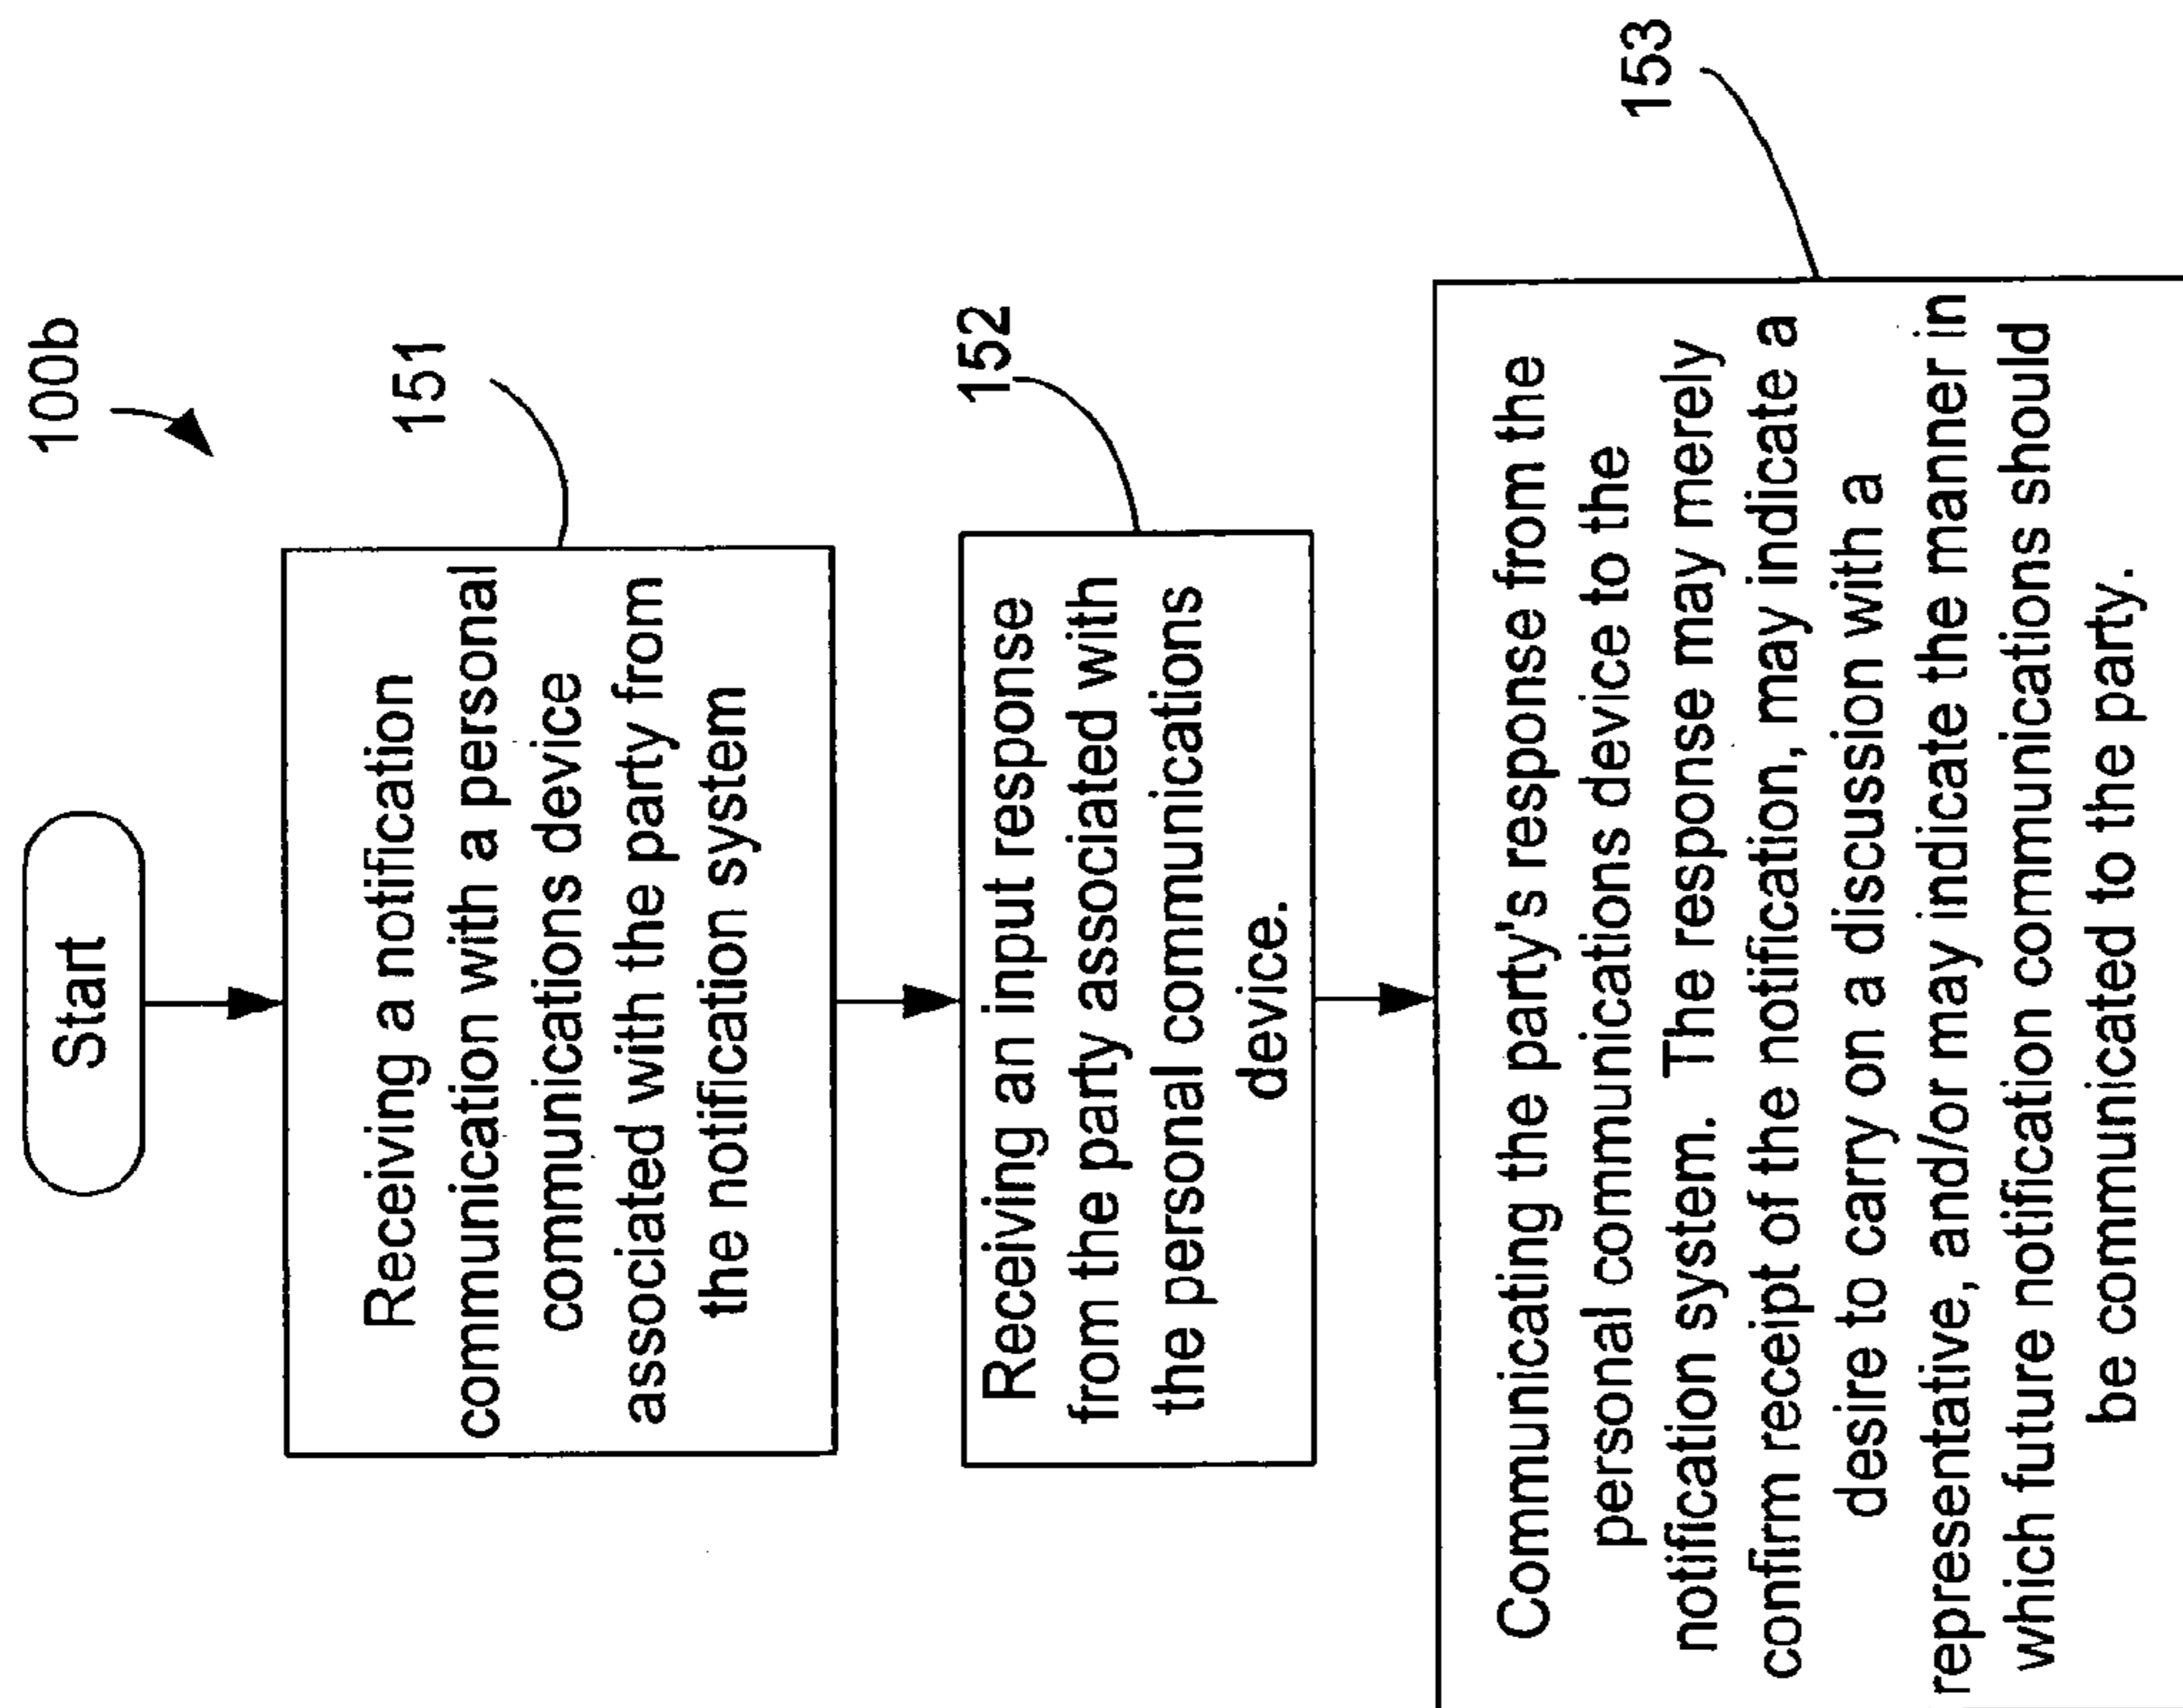 100b
Start
151
Receiving a notification
communication with a personal
communications device
associated with the party from
the notification system
152
Receiving an input response
from the party associated with
the personal communications
device.
153
Communicating the party's response from the
personal communications device to the
notification system.  The response may merely
confirm receipt of the notification, may indicate a
desire to carry on a discussion with a
representative, and/or may indicate the manner in
which future notification communications should
be communicated to the party.